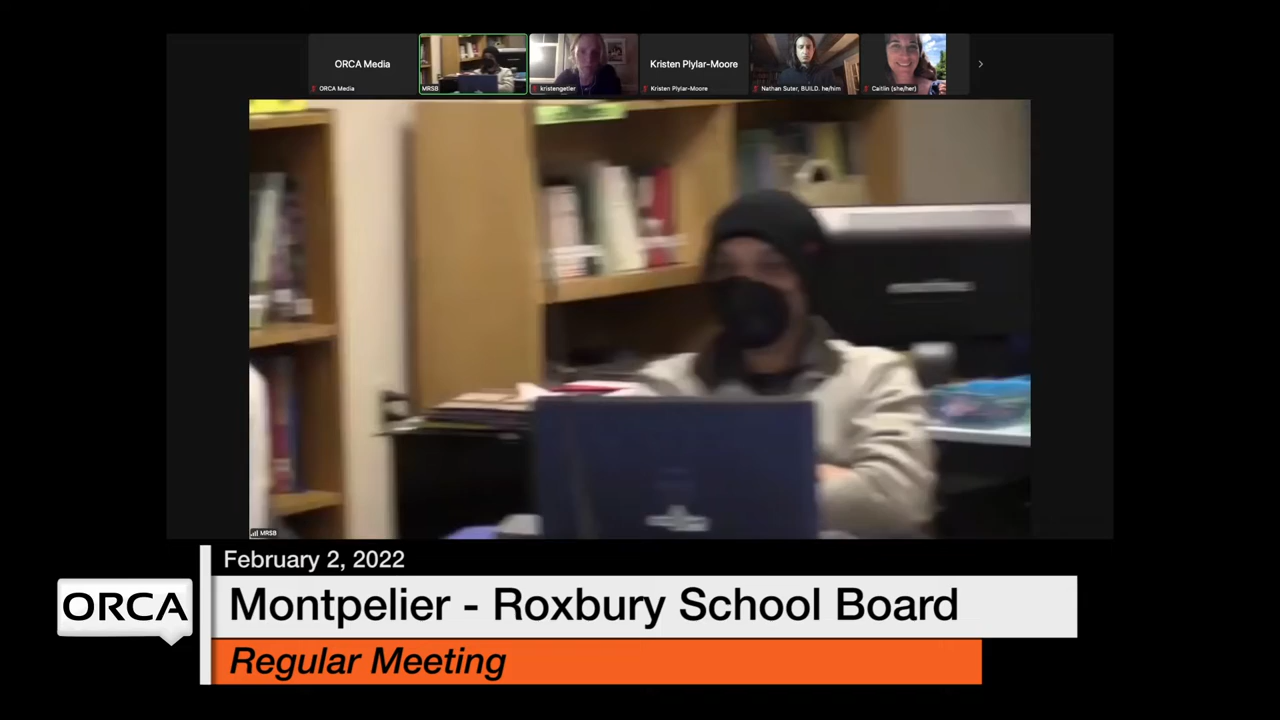 ORCA Media
Kristen Plylar-Moore
ORCA Media
MRSB
kristengetler
Kristen Plylar-Moore
Nathan Suter, BUILD. he/him
Caitlin (she/her)
MRSB
February 2, 2022
ORCA
Montpelier - Roxbury School Board
Regular Meeting